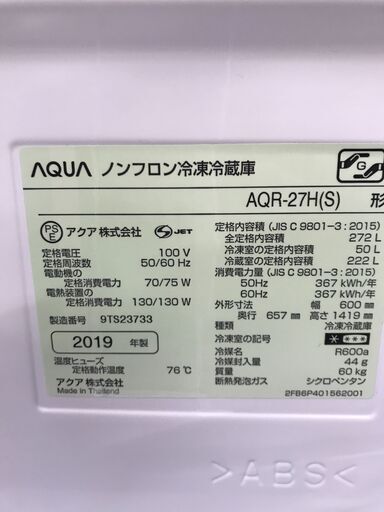 AQUA ノンフロン冷凍冷蔵庫
G
AQR-27H(S) 形
PS
E
アクア株式会社 S JET
定格電圧 100 V
定格周波数 50/60 Hz
電動機の
定格消費電力 70/75 W
電熱装置の
定格消費電力 130/130 W
製造番号 9TS23733
2019 年製
温度ヒューズ
定格動作温度 76℃
アクア株式会社
Made in Thailand
定格内容積 (JIS C 9801-3 : 2015)
全定格内容積 272 L
冷凍室の定格内容積 50 L
冷蔵室の定格内容積 222 L
消費電力量 (JIS C 9801-3 : 2015)
50Hz 367 kWh/年
60Hz 367 kWh/年
外形寸法 幅 600 mm
奥行 657 mm 高さ 1419 mm
種類 冷凍冷蔵庫
冷凍室の記号 ****
冷媒名 R600a
冷媒封入量 44 g
質量 60 kg
断熱発泡ガス シクロペンタン
2FB6P401562001
>ABS<